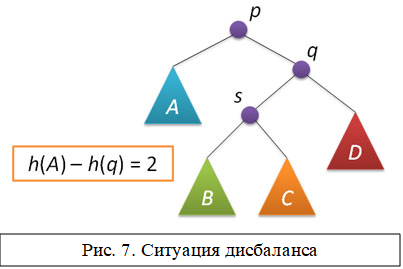 p
q
A
s
h(A) – h(q) = 2
B
C
D
Рис. 7. Ситуация дисбаланса